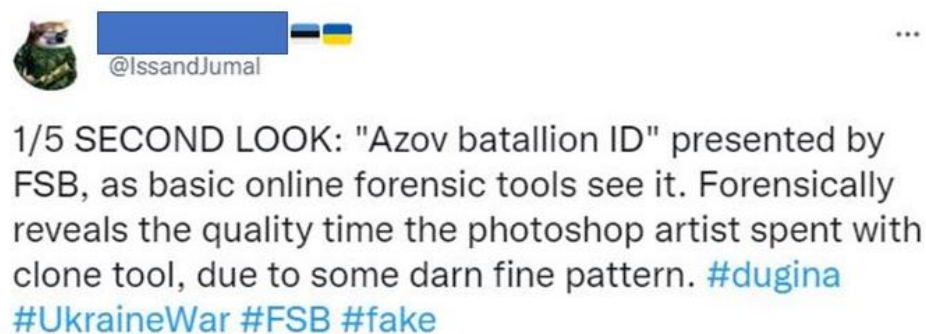 @IssandJumal
1/5 SECOND LOOK: "Azov batallion ID" presented by
FSB, as basic online forensic tools see it. Forensically
reveals the quality time the photoshop artist spent with
clone tool, due to some darn fine pattern. #dugina
#UkraineWar #FSB #fake